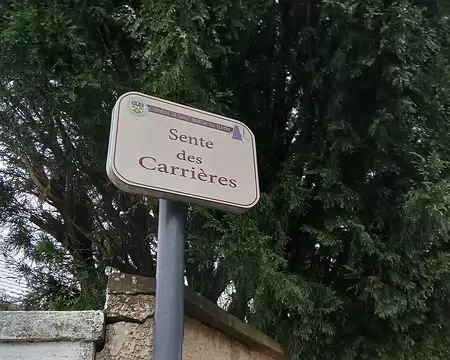 Sente
des
Carrières